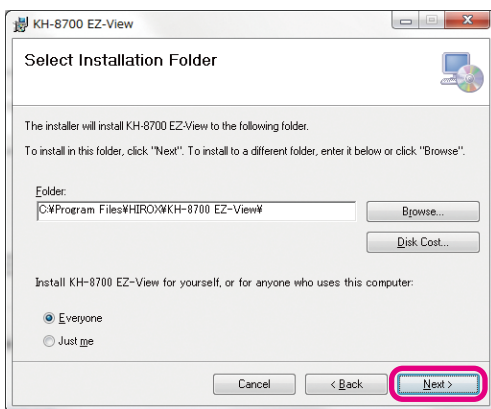 KH-8700 EZ-View
Select Installation Folder
The installer will install KH-8700 EZ-View to the following folder.
To install in this folder, click "Next". To install to a different folder, enter it below or click "Browse".
Folder:
C:¥Program Files¥HIROX¥KH-8700 EZ-View¥
Browse...
Disk Cost...
Install KH-8700 EZ-View for yourself, or for anyone who uses this computer:
Everyone
Just me
Cancel
< Back
Next >